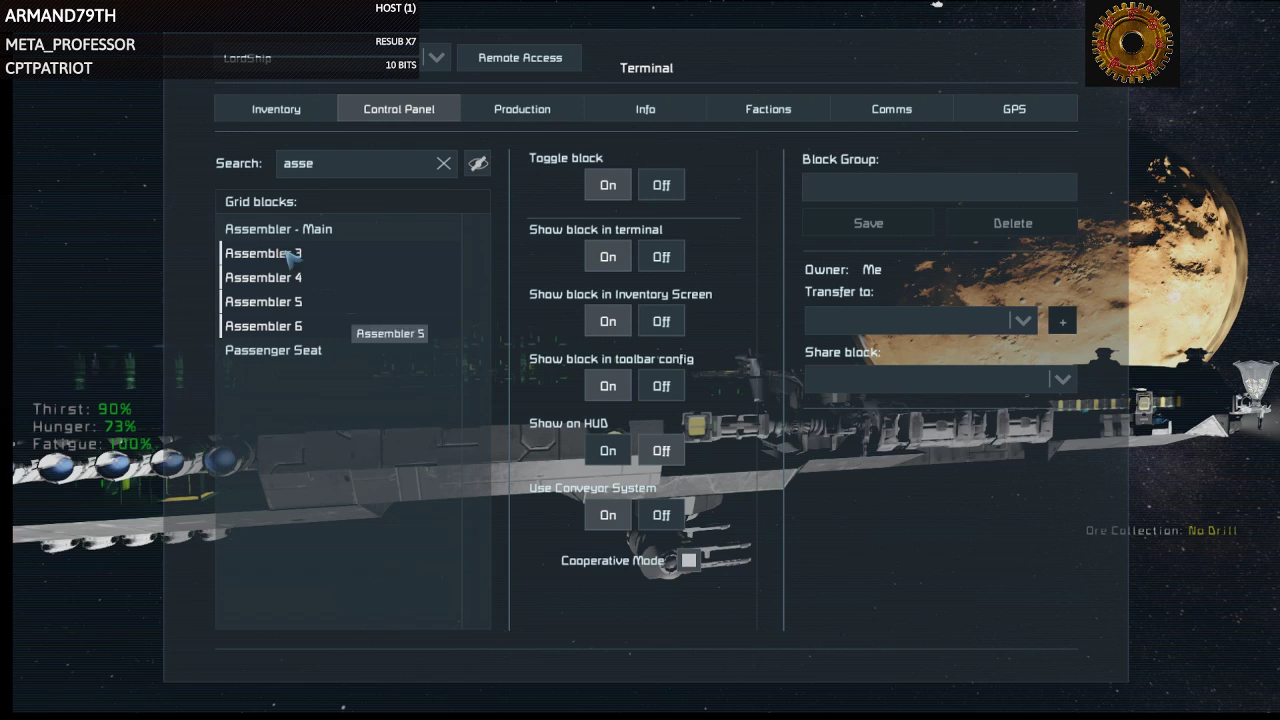 ARMAND79TH
HOST (1)
META_PROFESSOR
RESUB X7
CPTPATRIOT
10 BITS
LordShip
Remote Access
Terminal
Inventory
Control Panel
Production
Info
Factions
Comms
GPS
Search:
asse
Grid blocks:
Assembler - Main
Assembler 3
Assembler 4
Assembler 5
Assembler 6
Assembler 5
Passenger Seat
Toggle block
On
Off
Show block in terminal
On
Off
Show block in Inventory Screen
On
Off
Show block in toolbar config
On
Off
Show on HUD
On
Off
Use Conveyor System
On
Off
Cooperative Mode
Block Group:
Save
Delete
Owner: Me
Transfer to:
+
Share block:
Thirst: 90%
Hunger: 73%
Fatigue: 100%
Ore Collection: No Drill